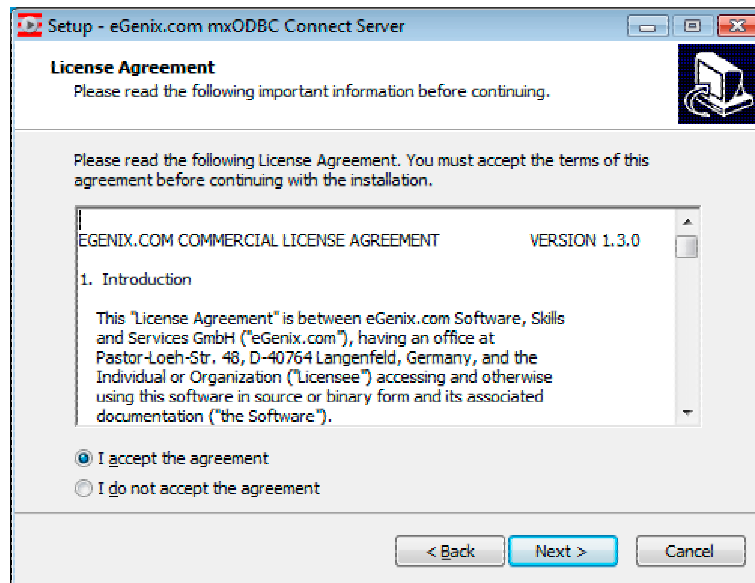 Setup - eGenix.com mxODBC Connect Server
License Agreement
Please read the following important information before continuing.
Please read the following License Agreement. You must accept the terms of this
agreement before continuing with the installation.
EGENIX.COM COMMERCIAL LICENSE AGREEMENT VERSION 1.3.0
1. Introduction
This "License Agreement" is between eGenix.com Software, Skills
and Services GmbH ("eGenix.com"), having an office at
Pastor-Loeh-Str. 48, D-40764 Langenfeld, Germany, and the
Individual or Organization ("Licensee") accessing and otherwise
using this software in source or binary form and its associated
documentation ("the Software").
I accept the agreement
I do not accept the agreement
< Back Next > Cancel